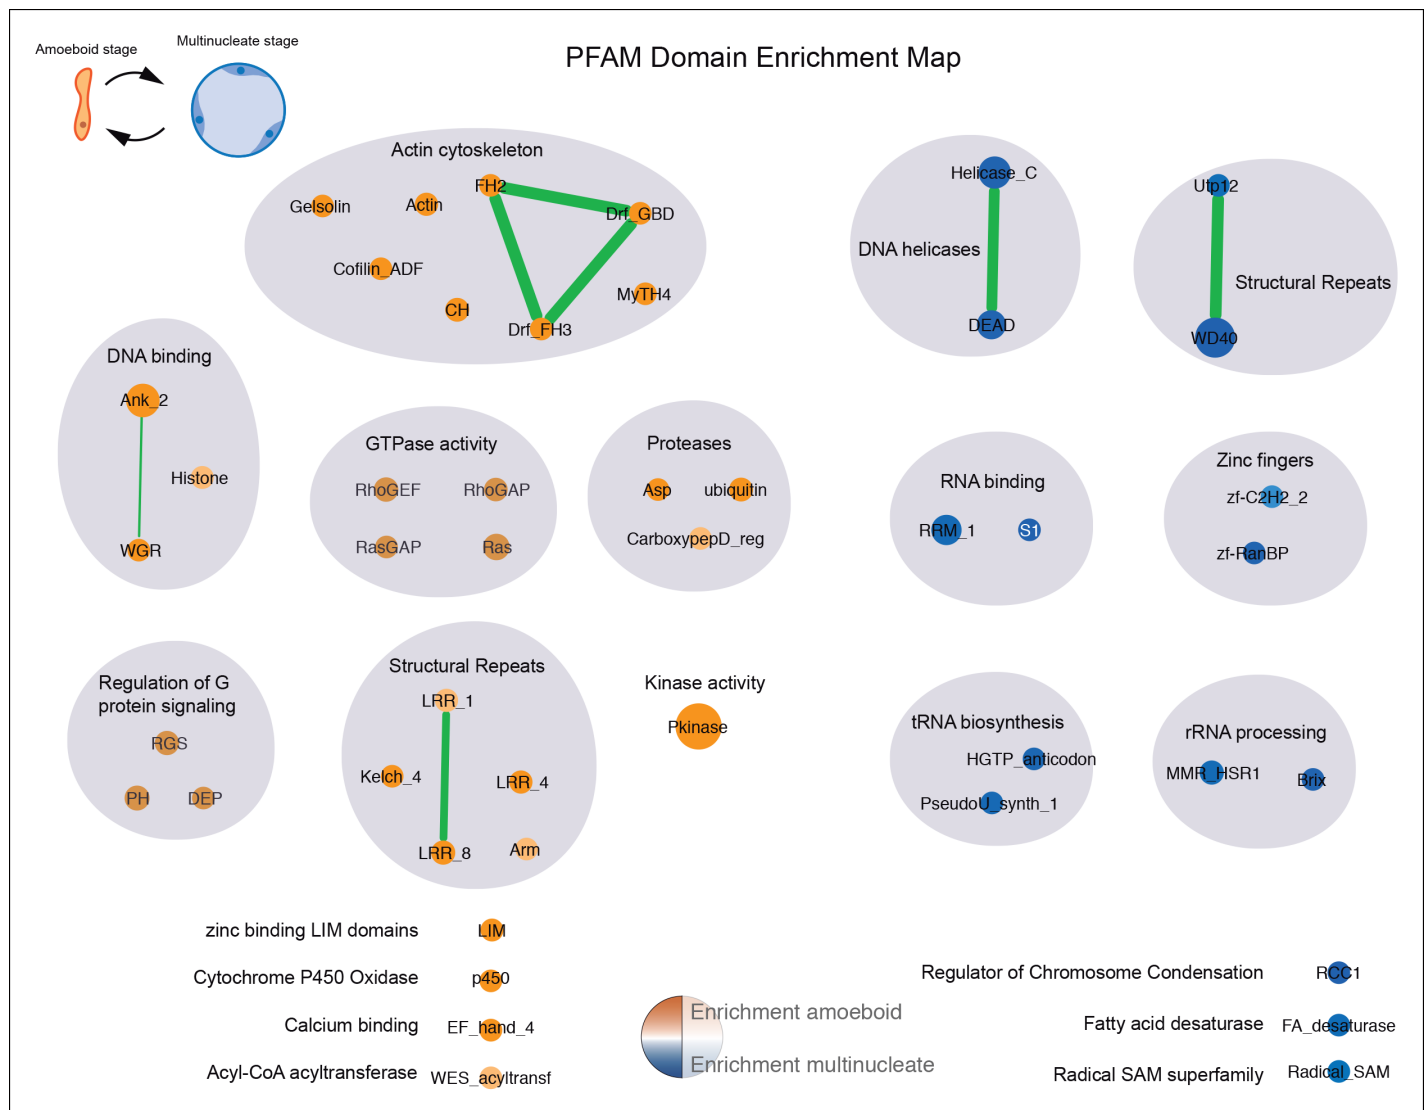 Amoeboid stage
Multinucleate stage
PFAM Domain Enrichment Map
Actin cytoskeleton
FH2
Gelsolin
Actin
Drf_GBD
Cofilin_ADF
MyTH4
CH
Drf_FH3
Helicase_C
DNA helicases
DEAD
Utp12
Structural Repeats
WD40
DNA binding
Ank_2
Histone
WGR
GTPase activity
RhoGEF
RhoGAP
RasGAP
Ras
Proteases
Asp
ubiquitin
CarboxypepD_reg
RNA binding
RRM_1
S1
Zinc fingers
zf-C2H2_2
zf-RanBP
Regulation of G
protein signaling
RGS
PH
DEP
Structural Repeats
LRR_1
Kelch_4
LRR_4
LRR_8
Arm
Kinase activity
Pkinase
tRNA biosynthesis
HGTP_anticodon
PseudoU_synth_1
rRNA processing
MMR_HSR1
Brix
zinc binding LIM domains
LIM
Cytochrome P450 Oxidase
p450
Calcium binding
EF_hand_4
Acyl-CoA acyltransferase
WES_acyltransf
Enrichment amoeboid
Enrichment multinucleate
Regulator of Chromosome Condensation
RCC1
Fatty acid desaturase
FA_desaturase
Radical SAM superfamily
Radical_SAM